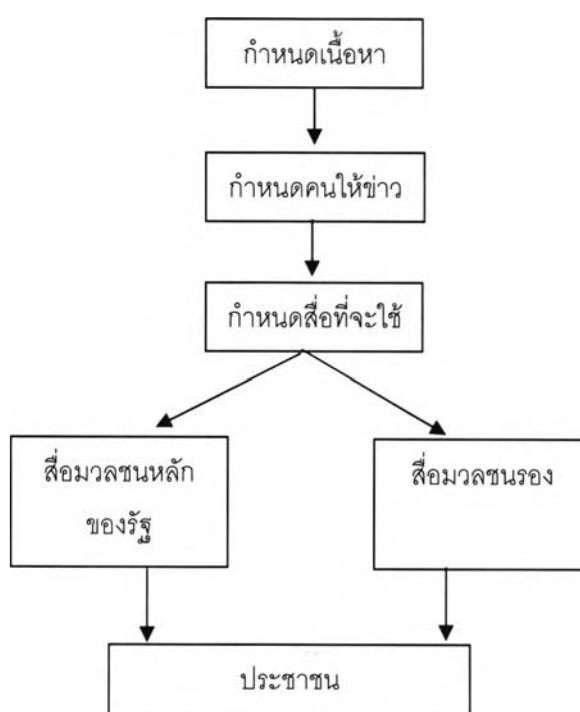 กำหนดเนื้อหา
กำหนดคนให้ข่าว
กำหนดสื่อที่จะใช้
สื่อมวลชนหลัก
ของรัฐ
สื่อมวลชนรอง
ประชาชน